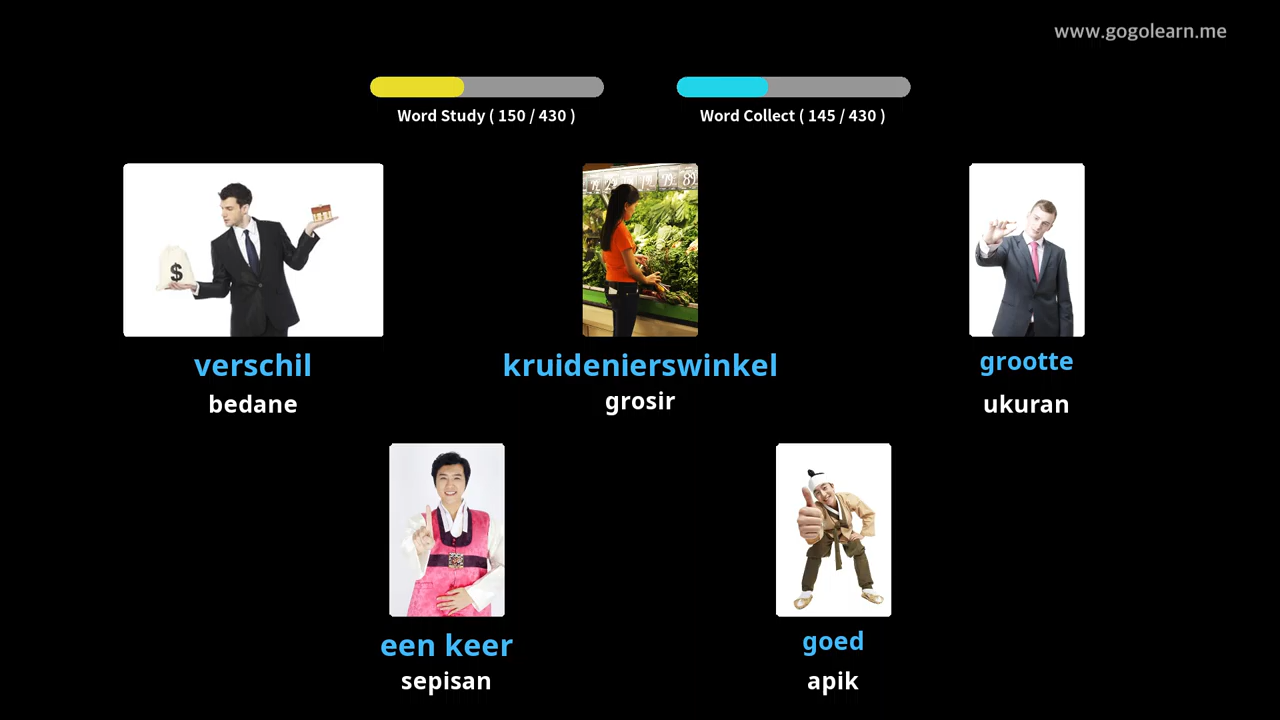 www.gogolearn.me
Word Study ( 150 / 430 )
Word Collect ( 145 / 430 )
verschil
bedane
kruidenierswinkel
grosir
grootte
ukuran
een keer
sepisan
goed
apik